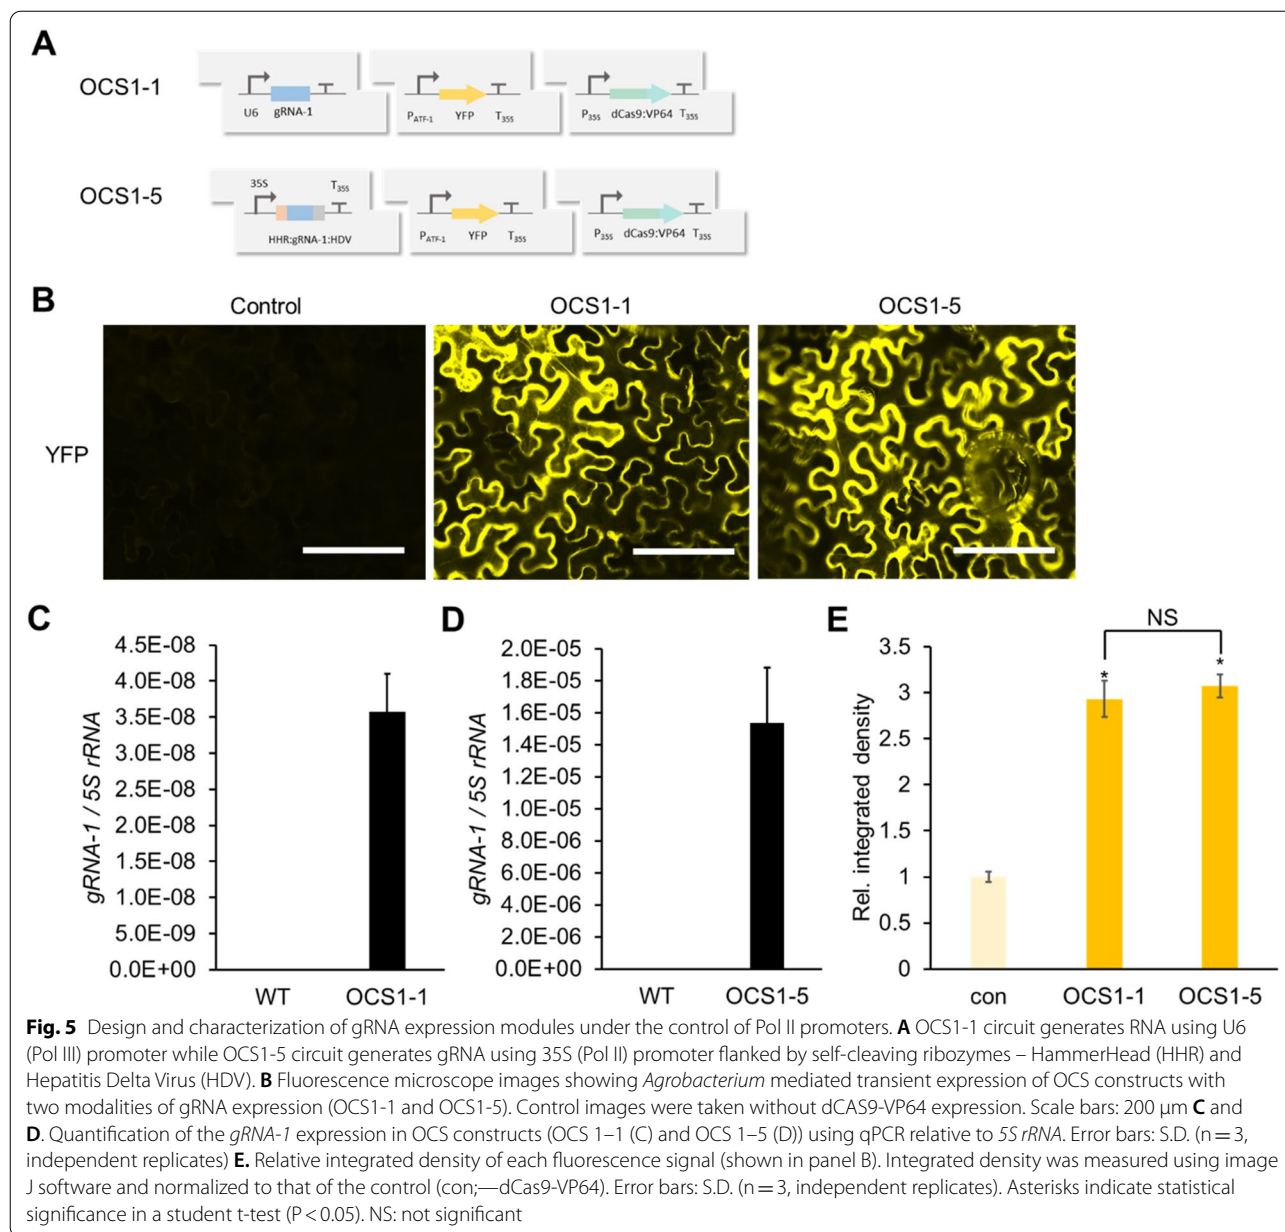 A
OCS1-1
U6
gRNA-1
PATF-1
YFP
T35S
P35S
dCas9:VP64
T35S
OCS1-5
35S
T35S
HHR:gRNA-1:HDV
PATF-1
YFP
T35S
P35S
dCas9:VP64
T35S
B
Control
OCS1-1
OCS1-5
YFP
C
gRNA-1 / 5S rRNA
4.5E-08
4.0E-08
3.5E-08
3.0E-08
2.5E-08
2.0E-08
1.5E-08
1.0E-08
5.0E-09
0.0E+00
WT
OCS1-1
D
gRNA-1 / 5S rRNA
2.0E-05
1.8E-05
1.6E-05
1.4E-05
1.2E-05
1.0E-05
8.0E-06
6.0E-06
4.0E-06
2.0E-06
0.0E+00
WT
OCS1-5
E
NS
Rel. integrated density
3.5
3
2.5
2
1.5
1
0.5
0
*
*
con
OCS1-1
OCS1-5
Fig. 5 Design and characterization of gRNA expression modules under the control of Pol II promoters. A OCS1-1 circuit generates RNA using U6
(Pol III) promoter while OCS1-5 circuit generates gRNA using 35S (Pol II) promoter flanked by self-cleaving ribozymes – HammerHead (HHR) and
Hepatitis Delta Virus (HDV). B Fluorescence microscope images showing Agrobacterium mediated transient expression of OCS constructs with
two modalities of gRNA expression (OCS1-1 and OCS1-5). Control images were taken without dCAS9-VP64 expression. Scale bars: 200 µm C and
D. Quantification of the gRNA-1 expression in OCS constructs (OCS 1–1 (C) and OCS 1–5 (D)) using qPCR relative to 5S rRNA. Error bars: S.D. (n = 3,
independent replicates) E. Relative integrated density of each fluorescence signal (shown in panel B). Integrated density was measured using image
J software and normalized to that of the control (con;—dCas9-VP64). Error bars: S.D. (n = 3, independent replicates). Asterisks indicate statistical
significance in a student t-test (P < 0.05). NS: not significant